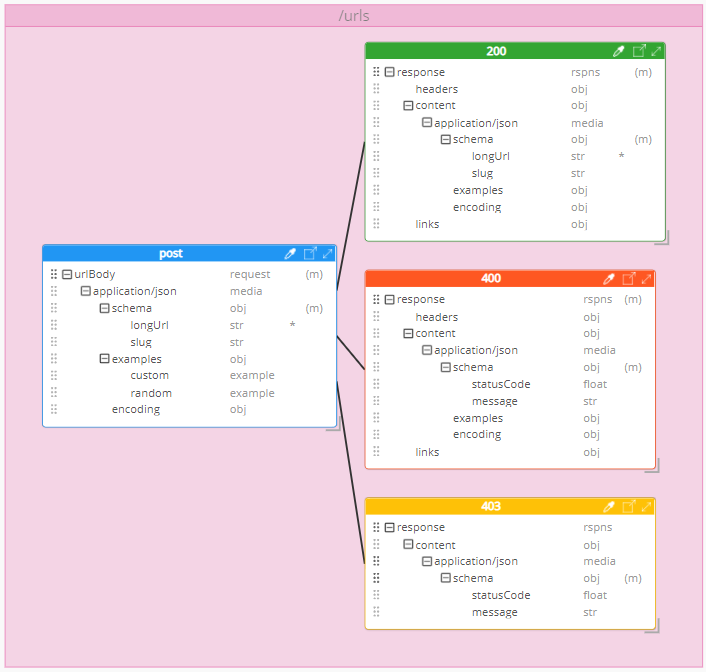 /urls
200
response rspns (m)
headers obj
content obj
application/json media
schema obj (m)
longUrl str *
slug str
examples obj
encoding obj
links obj
post
urlBody request (m)
application/json media
schema obj (m)
longUrl str *
slug str
examples obj
custom example
random example
encoding obj
400
response rspns (m)
headers obj
content obj
application/json media
schema obj (m)
statusCode float
message str
examples obj
encoding obj
links obj
403
response rspns
content obj
application/json media
schema obj (m)
statusCode float
message str